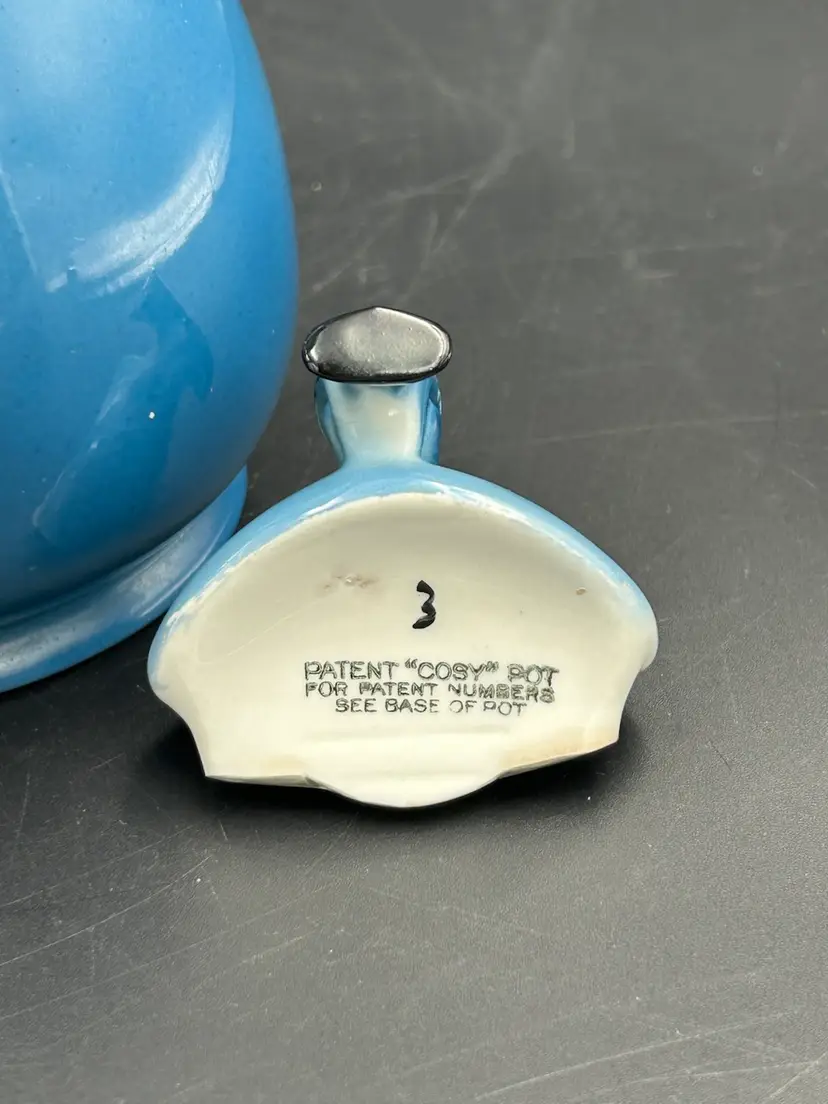 3
PATENT "COSY" POT
FOR PATENT NUMBERS
SEE BASE OF POT